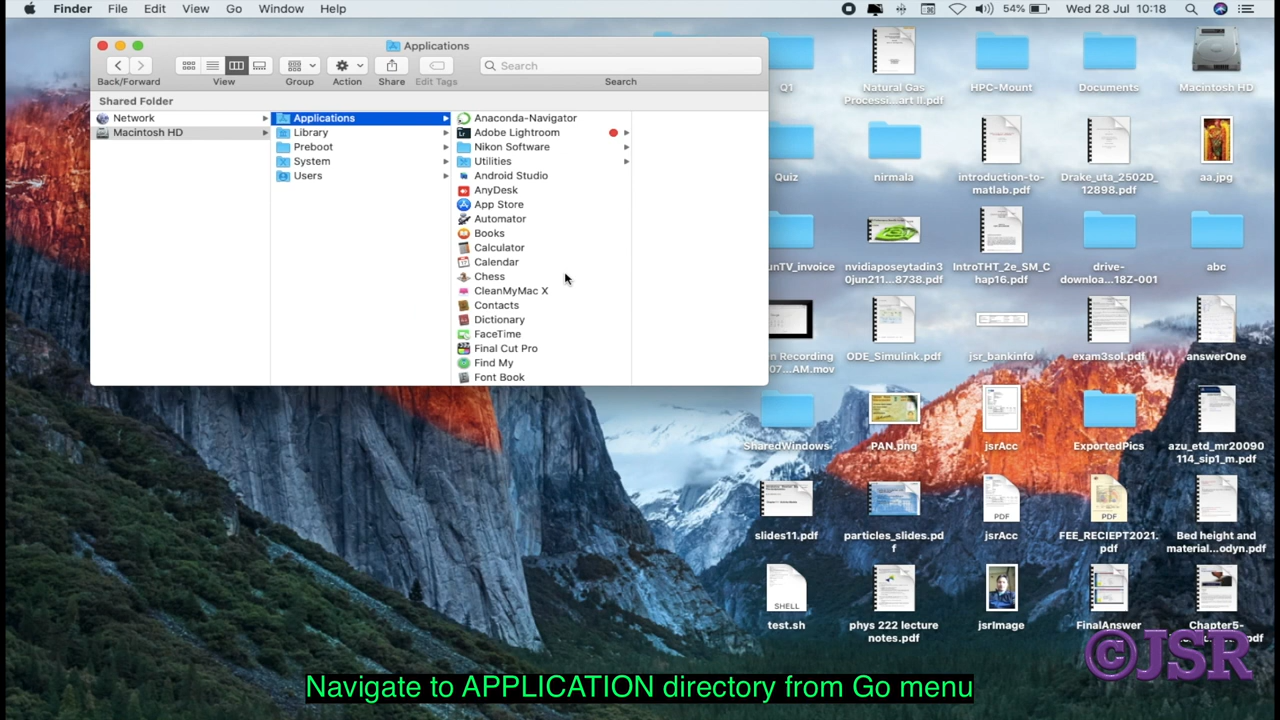 Finder File Edit View Go Window Help 54% Wed 28 Jul 10:18
Applications
Search
Back/Forward View Group Action Share Edit Tags Search
Shared Folder
Network
Macintosh HD
Applications
Library
Preboot
System
Users
Anaconda-Navigator
Adobe Lightroom
Nikon Software
Utilities
Android Studio
AnyDesk
App Store
Automator
Books
Calculator
Calendar
Chess
CleanMyMac X
Contacts
Dictionary
FaceTime
Final Cut Pro
Find My
Font Book
Q1
Natural Gas
Processi...art II.pdf
HPC-Mount
Documents
Macintosh HD
Quiz
nirmala
introduction-to-
matlab.pdf
Drake_uta_2502D_
12898.pdf
aa.jpg
unTV_invoice
nvidiaposeytadin3
0jun211...8738.pdf
IntroTHT_2e_SM_C
hap16.pdf
drive-
downloa...18Z-001
abc
n Recording
07...AM.mov
ODE_Simulink.pdf
jsr_bankinfo
exam3sol.pdf
answerOne
SharedWindows
PAN.png
jsrAcc
ExportedPics
azu_etd_mr20090
114_sip1_m.pdf
slides11.pdf
particles_slides.pd
f
PDF
jsrAcc
PDF
FEE_RECIEPT2021.
pdf
Bed height and
material...odyn.pdf
SHELL
test.sh
phys 222 lecture
notes.pdf
jsrImage
FinalAnswer
Chapter5-
©JSR
Navigate to APPLICATION directory from Go menu